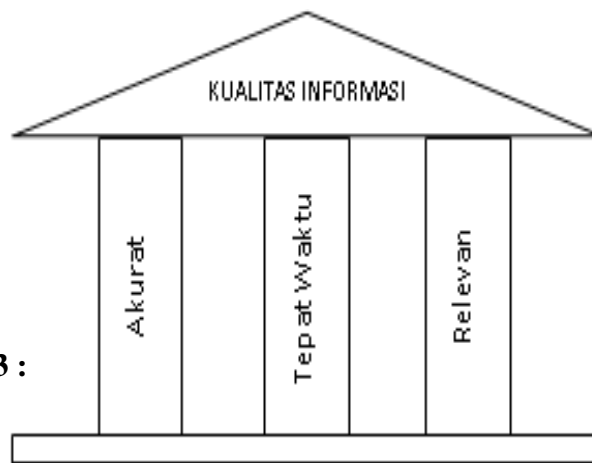 KUALITAS INFORMASI
Akurat
Tepat Waktu
Relevan
3 :